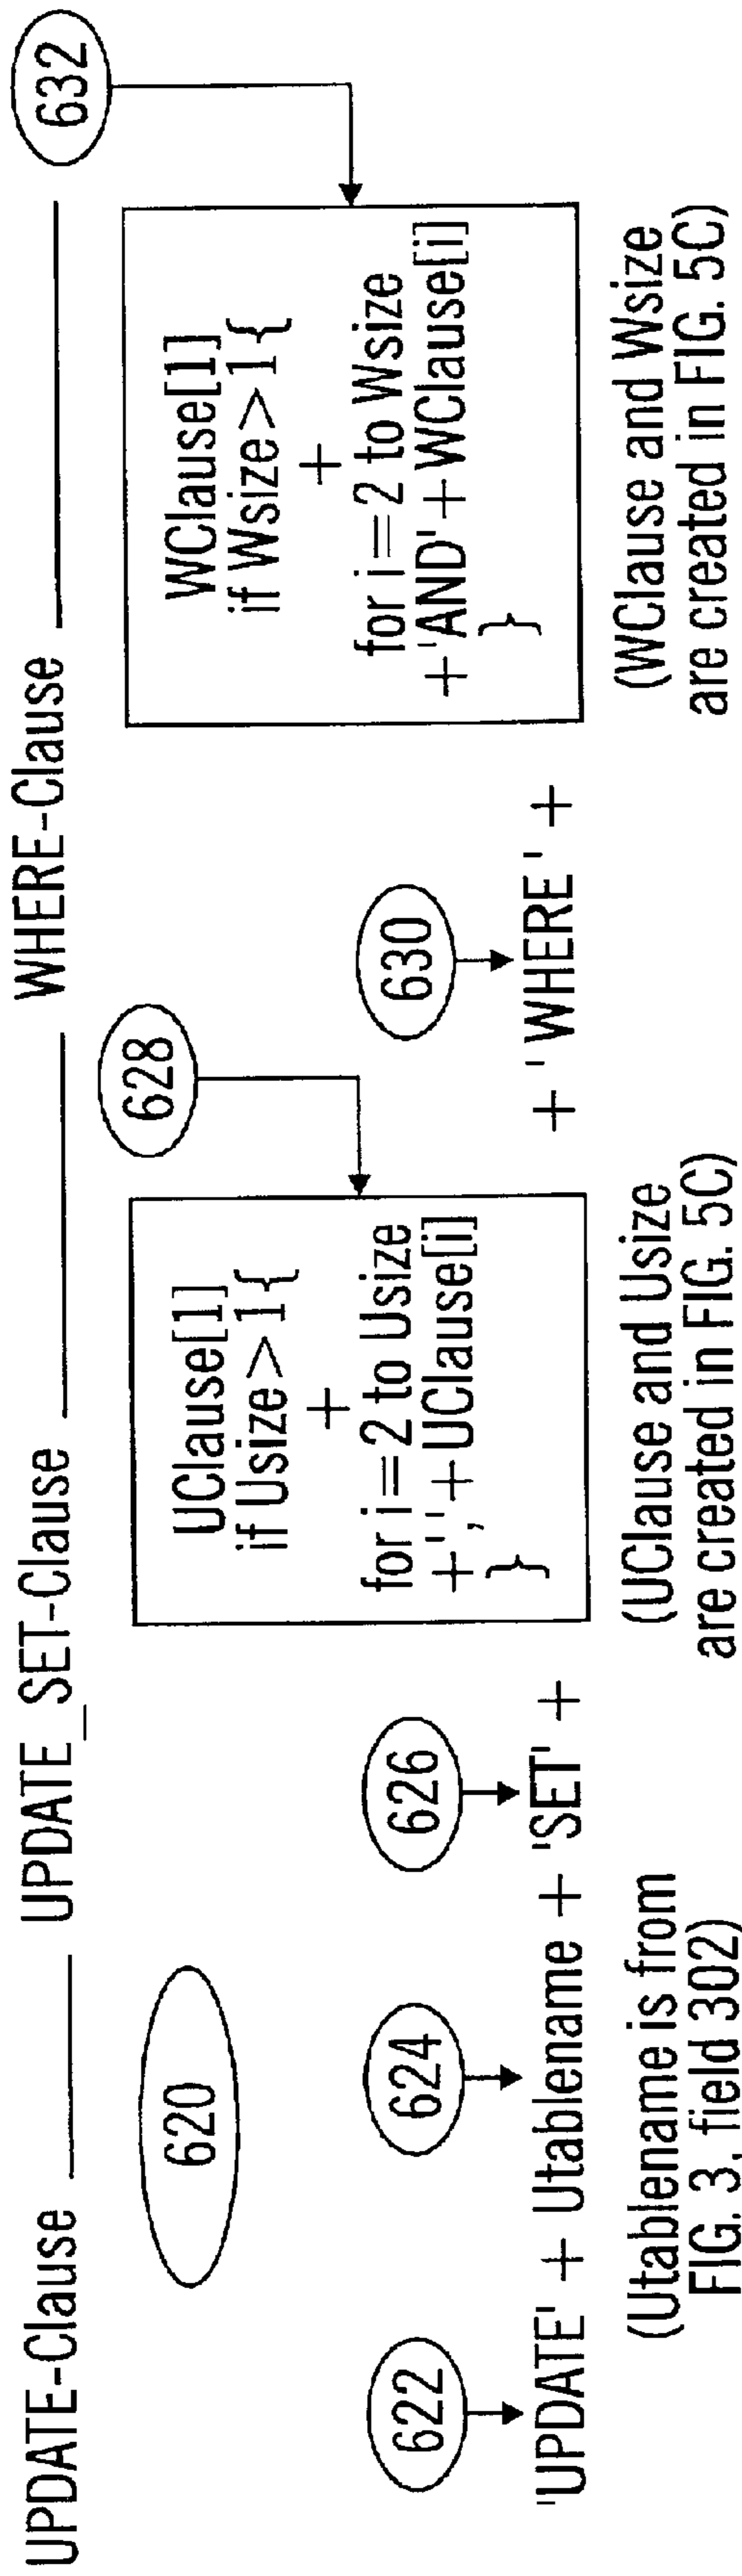 UPDATE-Clause ——— UPDATE_SET-Clause ——— WHERE-Clause ———
620
622
624
626
628
630
632
'UPDATE' + Utablename + 'SET' +
(Utablename is from
FIG. 3, field 302)
UClause[1]
if Usize > 1 {
+
for i = 2 to Usize
+ ',' + UClause[i]
}
(UClause and Usize
are created in FIG. 5C)
+ ' WHERE ' +
WClause[1]
if Wsize > 1 {
+
for i = 2 to Wsize
+ 'AND' + WClause[i]
}
(WClause and Wsize
are created in FIG. 5C)